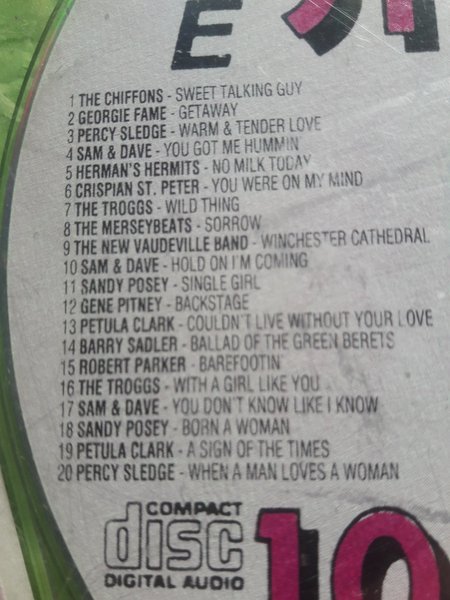 E
1 THE CHIFFONS - SWEET TALKING GUY
2 GEORGIE FAME - GETAWAY
3 PERCY SLEDGE - WARM & TENDER LOVE
4 SAM & DAVE - YOU GOT ME HUMMIN'
5 HERMAN'S HERMITS - NO MILK TODAY
6 CRISPIAN ST. PETER - YOU WERE ON MY MIND
7 THE TROGGS - WILD THING
8 THE MERSEYBEATS - SORROW
9 THE NEW VAUDEVILLE BAND - WINCHESTER CATHEDRAL
10 SAM & DAVE - HOLD ON I'M COMING
11 SANDY POSEY - SINGLE GIRL
12 GENE PITNEY - BACKSTAGE
13 PETULA CLARK - COULDN'T LIVE WITHOUT YOUR LOVE
14 BARRY SADLER - BALLAD OF THE GREEN BERETS
15 ROBERT PARKER - BAREFOOTIN'
16 THE TROGGS - WITH A GIRL LIKE YOU
17 SAM & DAVE - YOU DON'T KNOW LIKE I KNOW
18 SANDY POSEY - BORN A WOMAN
19 PETULA CLARK - A SIGN OF THE TIMES
20 PERCY SLEDGE - WHEN A MAN LOVES A WOMAN
COMPACT
disc
DIGITAL AUDIO
10